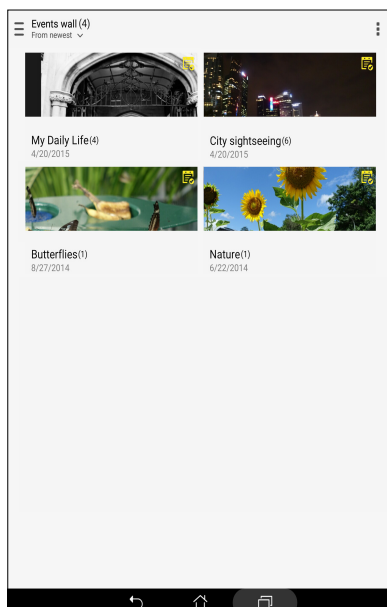 Events wall (4)
From newest
My Daily Life(4)
4/20/2015
City sightseeing(6)
4/20/2015
Butterflies(1)
8/27/2014
Nature(1)
6/22/2014